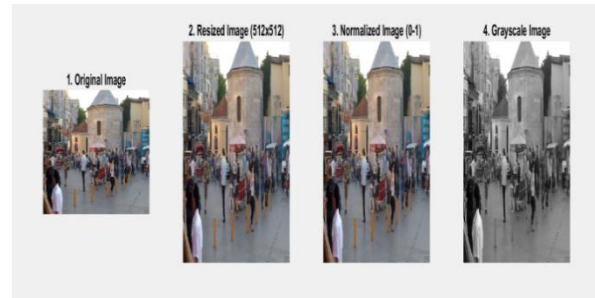 1. Original Image
2. Resized Image (512x512)
3. Normalized Image (0-1)
4. Grayscale Image